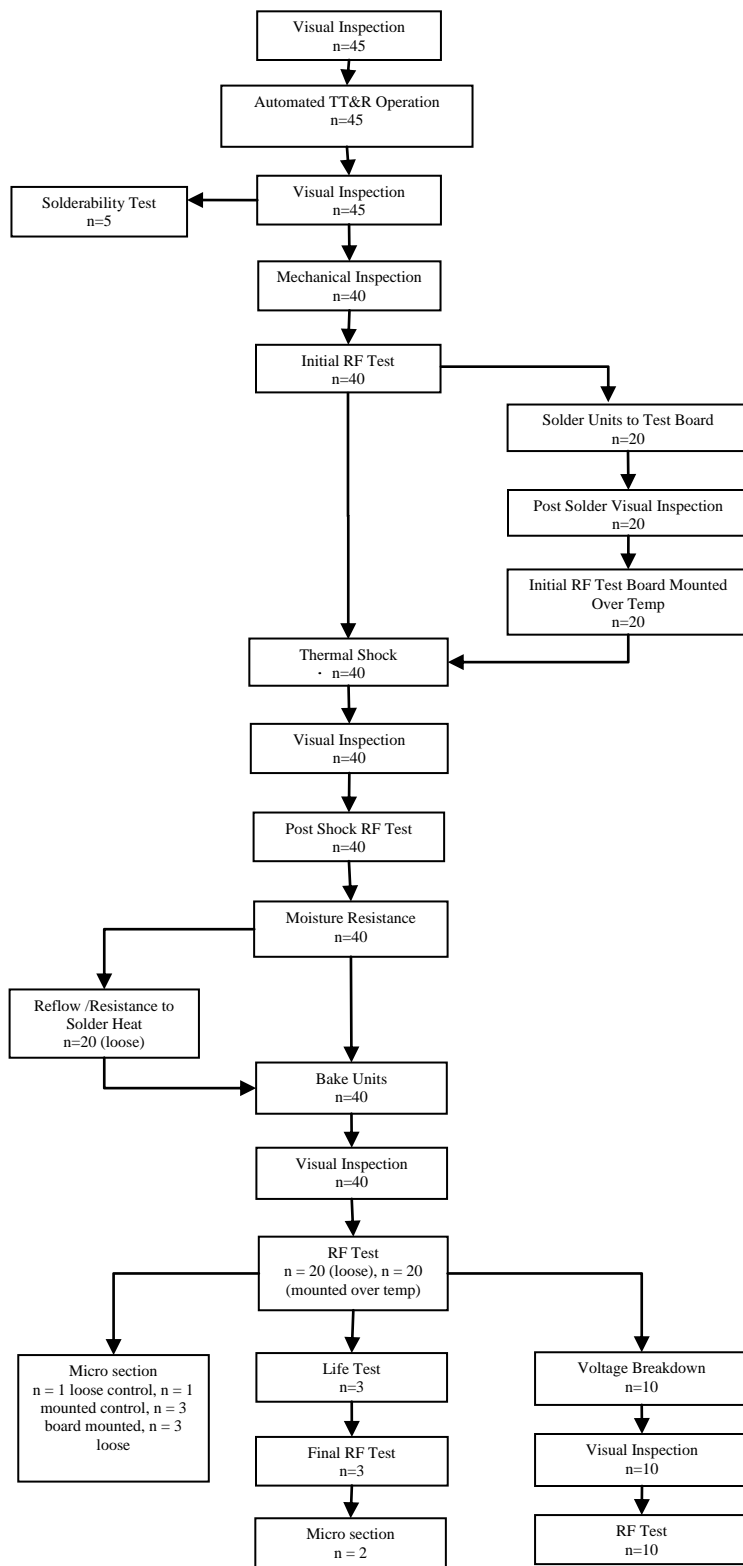 Visual Inspection
n=45
Automated TT&R Operation
n=45
Visual Inspection
n=45
Solderability Test
n=5
Mechanical Inspection
n=40
Initial RF Test
n=40
Solder Units to Test Board
n=20
Post Solder Visual Inspection
n=20
Initial RF Test Board Mounted
Over Temp
n=20
Thermal Shock
· n=40
Visual Inspection
n=40
Post Shock RF Test
n=40
Moisture Resistance
n=40
Reflow /Resistance to
Solder Heat
n=20 (loose)
Bake Units
n=40
Visual Inspection
n=40
RF Test
n = 20 (loose), n = 20
(mounted over temp)
Micro section
n = 1 loose control, n = 1
mounted control, n = 3
board mounted, n = 3
loose
Life Test
n=3
Final RF Test
n=3
Micro section
n = 2
Voltage Breakdown
n=10
Visual Inspection
n=10
RF Test
n=10